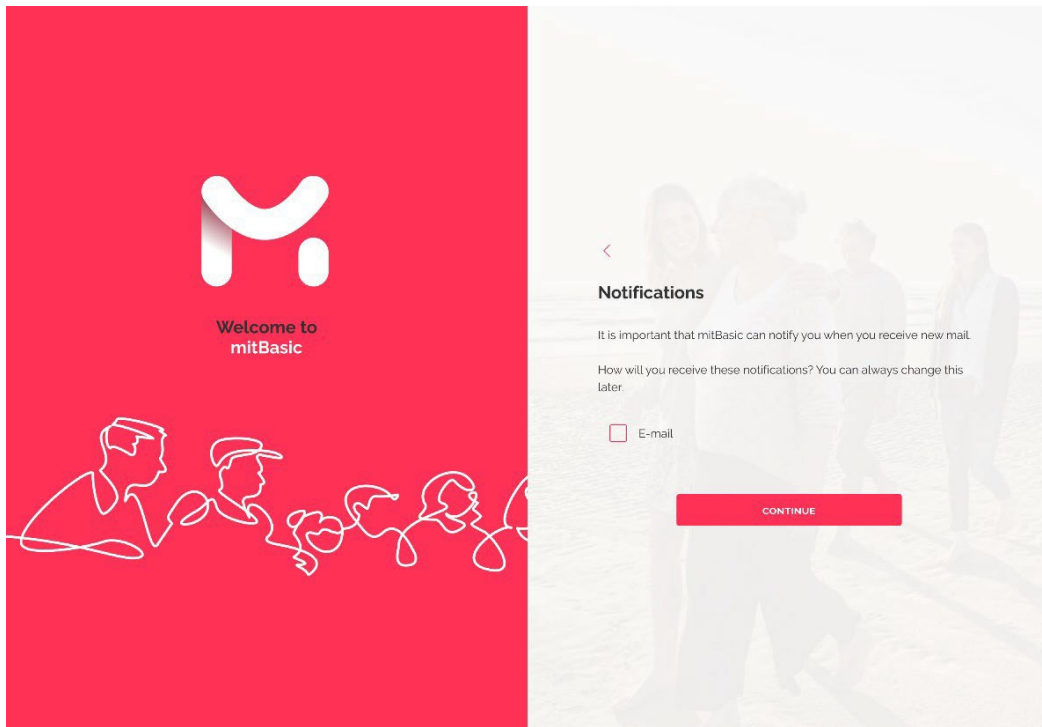 Welcome to
mitBasic
Notifications
It is important that mitBasic can notify you when you receive new mail.
How will you receive these notifications? You can always change this
later.
E-mail
CONTINUE